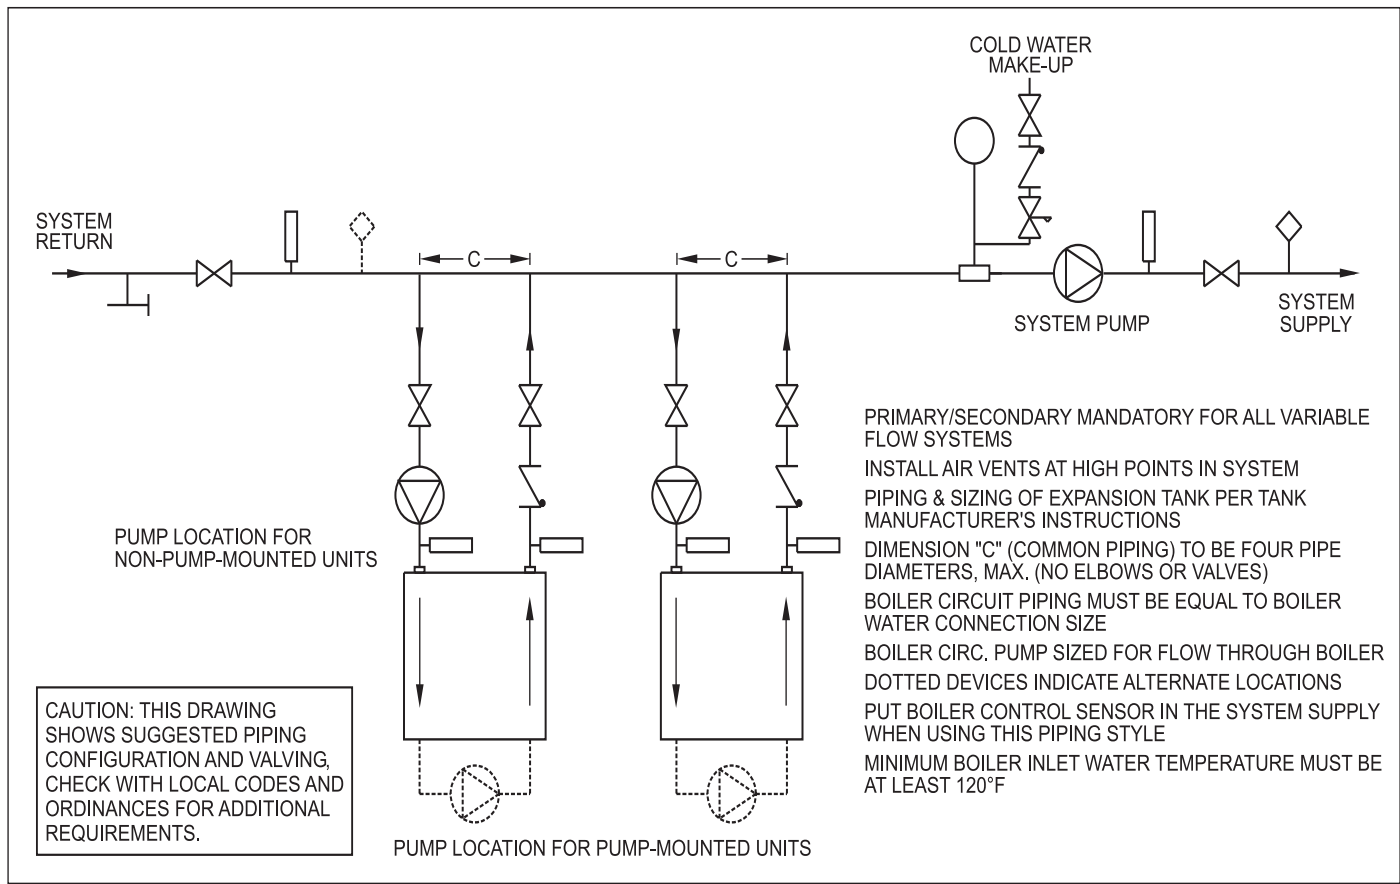 COLD WATER
MAKE-UP
SYSTEM
RETURN
C
C
SYSTEM PUMP
SYSTEM
SUPPLY
PRIMARY/SECONDARY MANDATORY FOR ALL VARIABLE
FLOW SYSTEMS
INSTALL AIR VENTS AT HIGH POINTS IN SYSTEM
PIPING & SIZING OF EXPANSION TANK PER TANK
MANUFACTURER'S INSTRUCTIONS
DIMENSION "C" (COMMON PIPING) TO BE FOUR PIPE
DIAMETERS, MAX. (NO ELBOWS OR VALVES)
BOILER CIRCUIT PIPING MUST BE EQUAL TO BOILER
WATER CONNECTION SIZE
BOILER CIRC. PUMP SIZED FOR FLOW THROUGH BOILER
DOTTED DEVICES INDICATE ALTERNATE LOCATIONS
PUT BOILER CONTROL SENSOR IN THE SYSTEM SUPPLY
WHEN USING THIS PIPING STYLE
MINIMUM BOILER INLET WATER TEMPERATURE MUST BE
AT LEAST 120°F
PUMP LOCATION FOR
NON-PUMP-MOUNTED UNITS
CAUTION: THIS DRAWING
SHOWS SUGGESTED PIPING
CONFIGURATION AND VALVING,
CHECK WITH LOCAL CODES AND
ORDINANCES FOR ADDITIONAL
REQUIREMENTS.
PUMP LOCATION FOR PUMP-MOUNTED UNITS